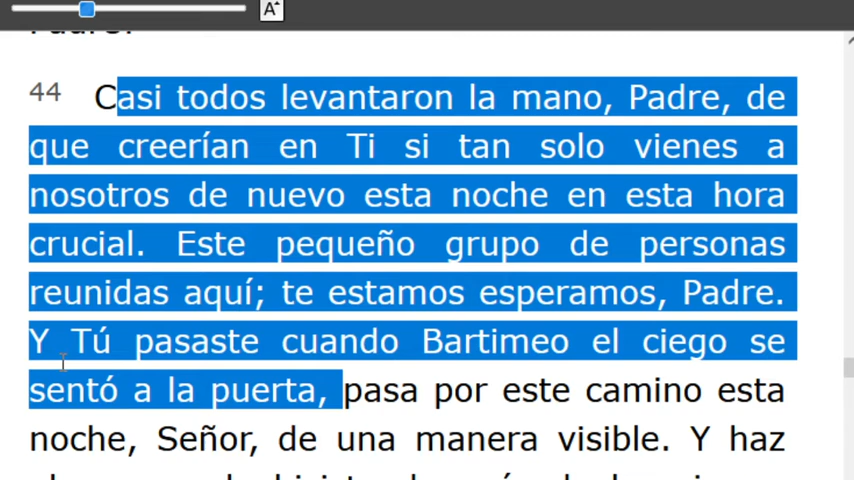 A
Padre.
44 Casi todos levantaron la mano, Padre, de
que creerían en Ti si tan solo vienes a
nosotros de nuevo esta noche en esta hora
crucial. Este pequeño grupo de personas
reunidas aquí; te estamos esperamos, Padre.
Y Tú pasaste cuando Bartimeo el ciego se
sentó a la puerta, pasa por este camino esta
noche, Señor, de una manera visible. Y haz